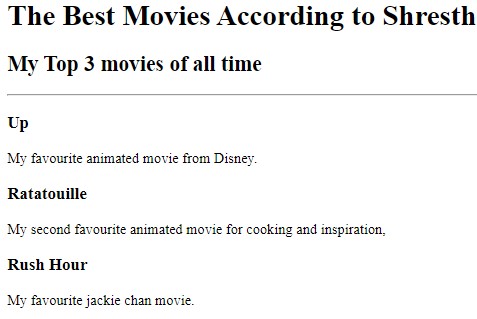 The Best Movies According to Shresth
My Top 3 movies of all time
Up
My favourite animated movie from Disney.
Ratatouille
My second favourite animated movie for cooking and inspiration,
Rush Hour
My favourite jackie chan movie.